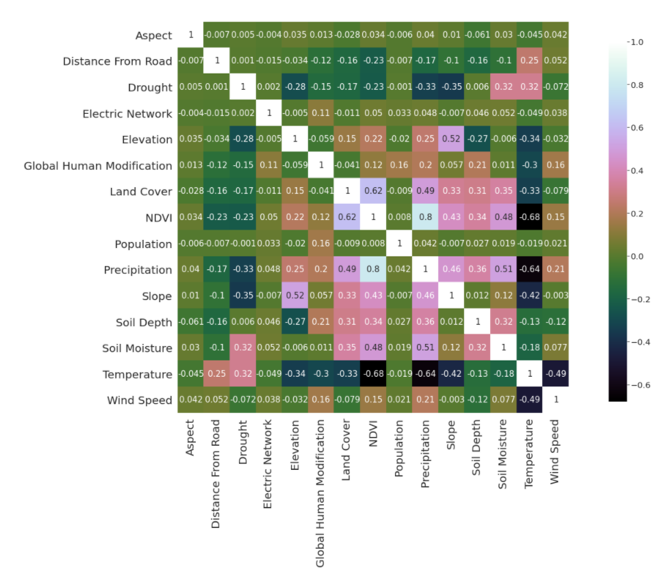 Aspect 1 -0.007 0.005 -0.004 0.035 0.013 -0.028 0.034 -0.006 0.04 0.01 -0.061 0.03 -0.045 0.042
Distance From Road -0.007 1 0.001 -0.015 -0.034 -0.12 -0.16 -0.23 -0.007 -0.17 -0.1 -0.16 -0.1 0.25 0.052
Drought 0.005 0.001 1 0.002 -0.28 -0.15 -0.17 -0.23 -0.001 -0.33 -0.35 0.006 0.32 0.32 -0.072
Electric Network -0.004 -0.015 0.002 1 -0.005 0.11 -0.011 0.05 0.033 0.048 -0.007 0.046 0.052 -0.049 0.038
Elevation 0.035 -0.034 -0.28 -0.005 1 -0.059 0.15 0.22 -0.02 0.25 0.52 -0.27 -0.006 -0.34 -0.032
Global Human Modification 0.013 -0.12 -0.15 0.11 -0.059 1 -0.041 0.12 0.16 0.2 0.057 0.21 0.011 -0.3 0.16
Land Cover -0.028 -0.16 -0.17 -0.011 0.15 -0.041 1 0.62 -0.009 0.49 0.33 0.31 0.35 -0.33 -0.079
NDVI 0.034 -0.23 -0.23 0.05 0.22 0.12 0.62 1 0.008 0.8 0.43 0.34 0.48 -0.68 0.15
Population -0.006 -0.007 -0.001 0.033 -0.02 0.16 -0.009 0.008 1 0.042 -0.007 0.027 0.019 -0.019 0.021
Precipitation 0.04 -0.17 -0.33 0.048 0.25 0.2 0.49 0.8 0.042 1 0.46 0.36 0.51 -0.64 0.21
Slope 0.01 -0.1 -0.35 -0.007 0.52 0.057 0.33 0.43 -0.007 0.46 1 0.012 0.12 -0.42 -0.003
Soil Depth -0.061 -0.16 0.006 0.046 -0.27 0.21 0.31 0.34 0.027 0.36 0.012 1 0.32 -0.13 -0.12
Soil Moisture 0.03 -0.1 0.32 0.052 -0.006 0.011 0.35 0.48 0.019 0.51 0.12 0.32 1 -0.18 0.077
Temperature -0.045 0.25 0.32 -0.049 -0.34 -0.3 -0.33 -0.68 -0.019 -0.64 -0.42 -0.13 -0.18 1 -0.49
Wind Speed 0.042 0.052 -0.072 0.038 -0.032 0.16 -0.079 0.15 0.021 0.21 -0.003 -0.12 0.077 -0.49 1
Aspect
Distance From Road
Drought
Electric Network
Elevation
Global Human Modification
Land Cover
NDVI
Population
Precipitation
Slope
Soil Depth
Soil Moisture
Temperature
Wind Speed
1.0
0.8
0.6
0.4
0.2
0.0
-0.2
-0.4
-0.6